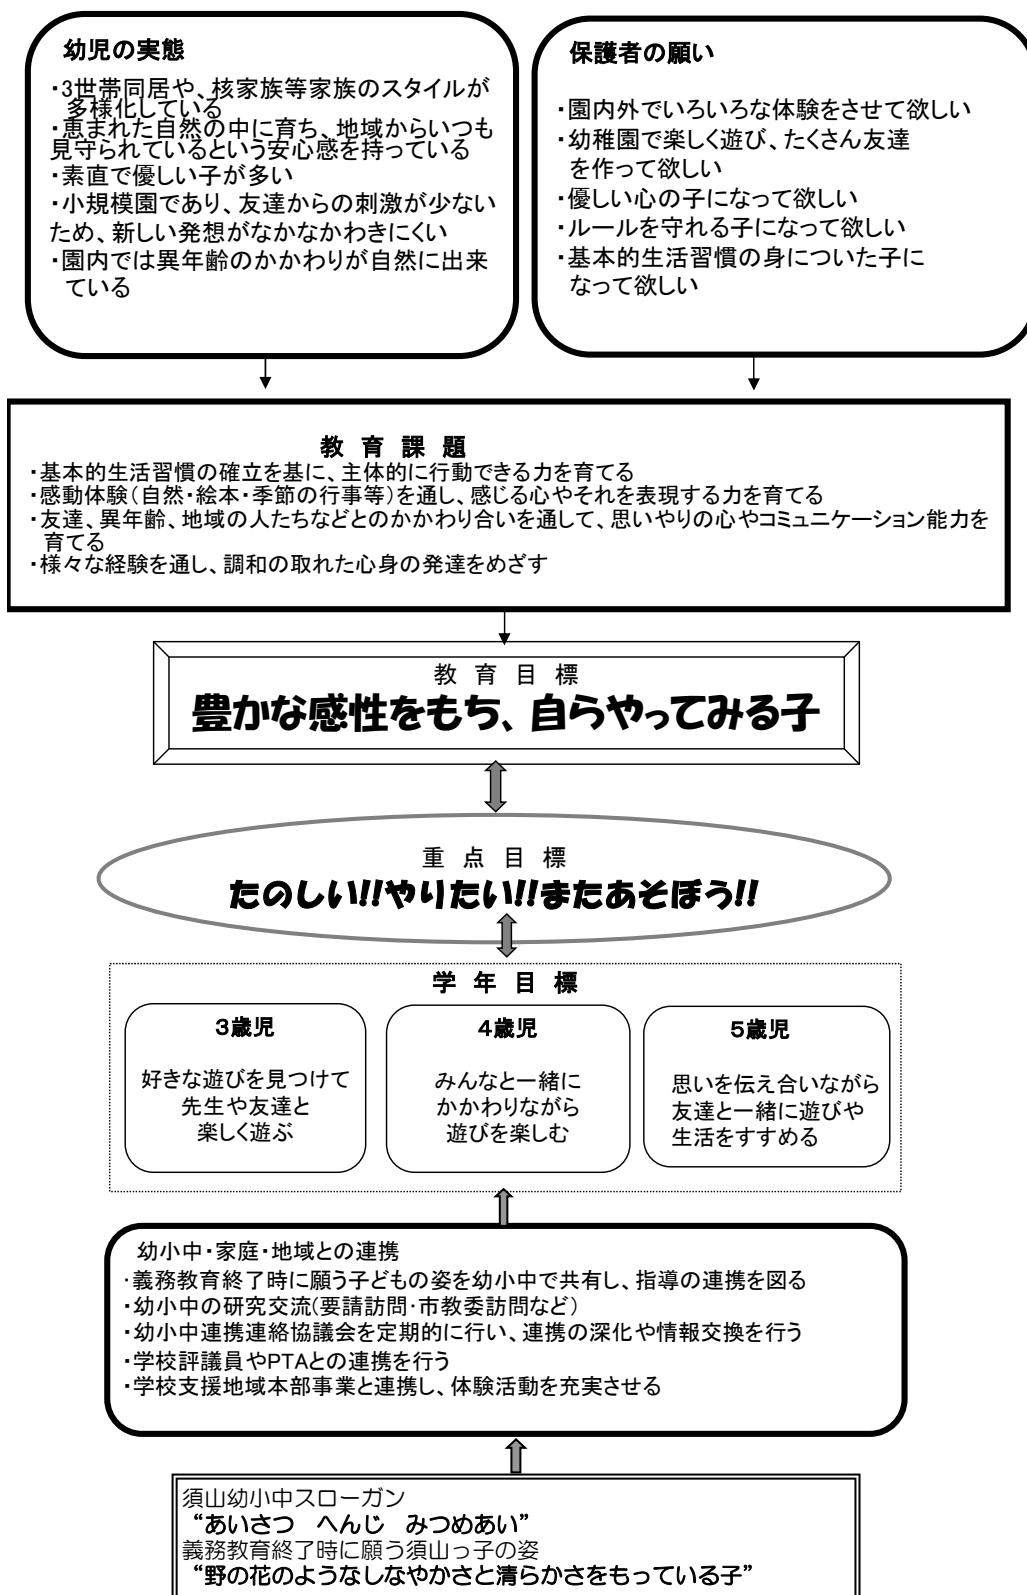 幼児の実態
・3世帯同居や、核家族等家族のスタイルが
多様化している
・恵まれた自然の中に育ち、地域からいつも
見守られているという安心感を持っている
・素直で優しい子が多い
・小規模園であり、友達からの刺激が少ない
ため、新しい発想がなかなかわきにくい
・園内では異年齢のかかわりが自然に出来
ている
保護者の願い
・園内外でいろいろな体験をさせて欲しい
・幼稚園で楽しく遊び、たくさん友達
を作って欲しい
・優しい心の子になって欲しい
・ルールを守れる子になって欲しい
・基本的生活習慣の身についた子に
なって欲しい
教 育 課 題
・基本的生活習慣の確立を基に、主体的に行動できる力を育てる
・感動体験（自然・絵本・季節の行事等）を通し、感じる心やそれを表現する力を育てる
・友達、異年齢、地域の人たちなどとのかかわり合いを通して、思いやりの心やコミュニケーション能力を
育てる
・様々な経験を通し、調和の取れた心身の発達をめざす
教 育 目 標
豊かな感性をもち、自らやってみる子
重 点 目 標
たのしい!!やりたい!!またあそぼう!!
学 年 目 標
３歳児
好きな遊びを見つけて
先生や友達と
楽しく遊ぶ
４歳児
みんなと一緒に
かかわりながら
遊びを楽しむ
５歳児
思いを伝え合いながら
友達と一緒に遊びや
生活をすすめる
幼小中・家庭・地域との連携
・義務教育終了時に願う子どもの姿を幼小中で共有し、指導の連携を図る
・幼小中の研究交流(要請訪問・市教委訪問など）
・幼小中連携連絡協議会を定期的に行い、連携の深化や情報交換を行う
・学校評議員やPTAとの連携を行う
・学校支援地域本部事業と連携し、体験活動を充実させる
須山幼小中スローガン
“あいさつ　へんじ　みつめあい”
義務教育終了時に願う須山っ子の姿
“野の花のようなしなやかさと清らかさをもっている子”